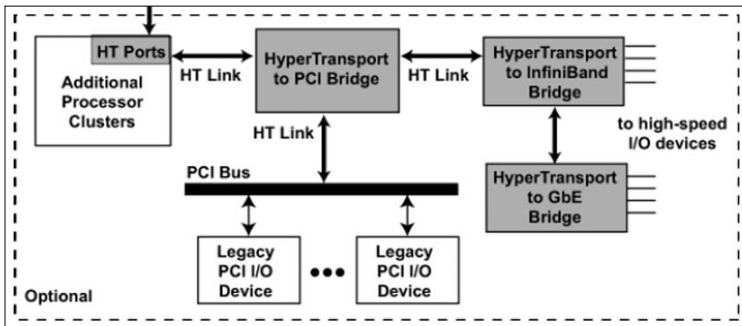 HT Ports
Additional
Processor
Clusters
HT Link
HyperTransport
to PCI Bridge
HT Link
HyperTransport
to InfiniBand
Bridge
to high-speed
I/O devices
HT Link
PCI Bus
HyperTransport
to GbE
Bridge
Legacy
PCI I/O
Device
Legacy
PCI I/O
Device
Optional